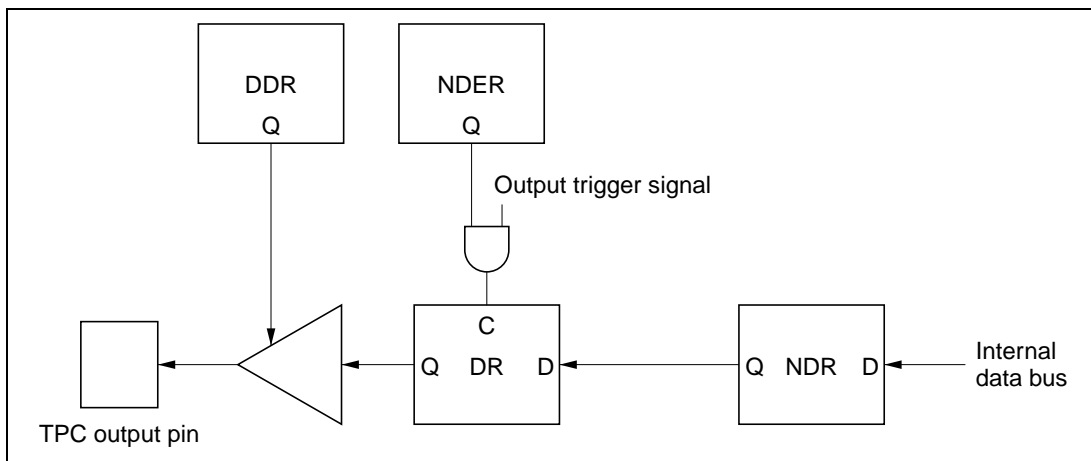 DDR
Q
NDER
Q
Output trigger signal
C
Q DR D
Q NDR D
Internal
data bus
TPC output pin